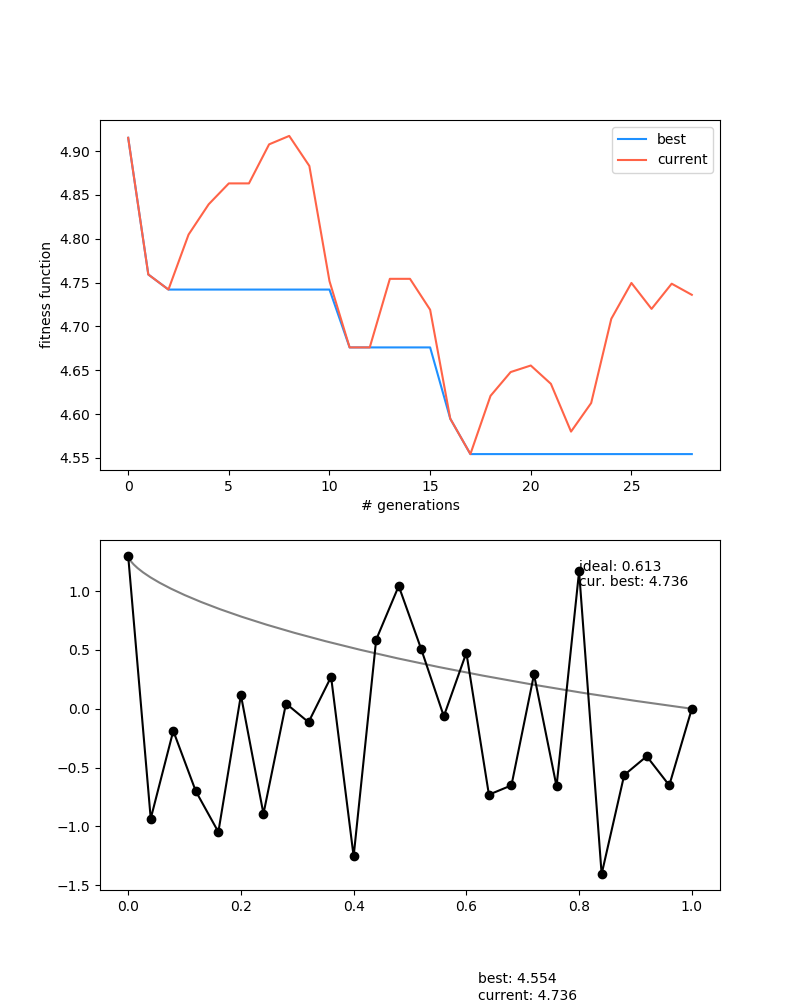 4.90
4.85
4.80
4.75
4.70
4.65
4.60
4.55
fitness function
best
current
0 5 10 15 20 25
# generations
1.0
0.5
0.0
−0.5
−1.0
−1.5
ideal: 0.613
cur. best: 4.736
0.0 0.2 0.4 0.6 0.8 1.0
best: 4.554
current: 4.736